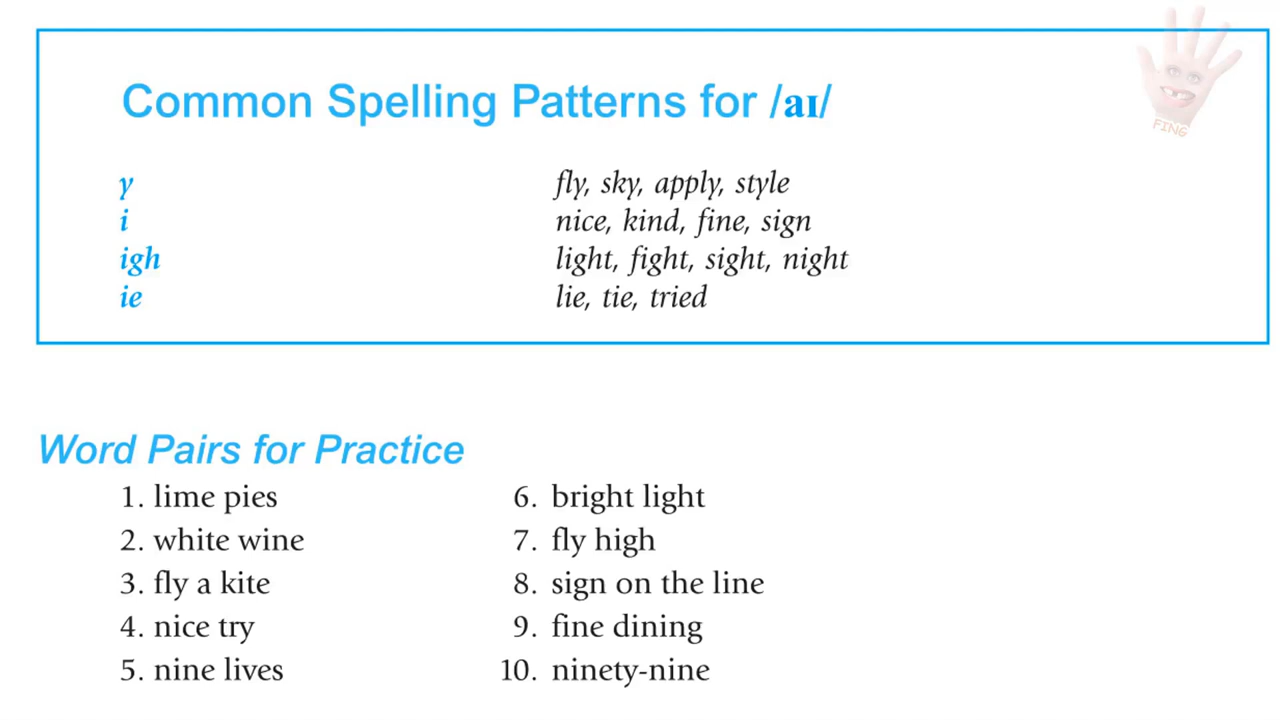 FING
Common Spelling Patterns for /aɪ/
y fly, sky, apply, style
i nice, kind, fine, sign
igh light, fight, sight, night
ie lie, tie, tried
Word Pairs for Practice
1. lime pies
2. white wine
3. fly a kite
4. nice try
5. nine lives
6. bright light
7. fly high
8. sign on the line
9. fine dining
10. ninety-nine